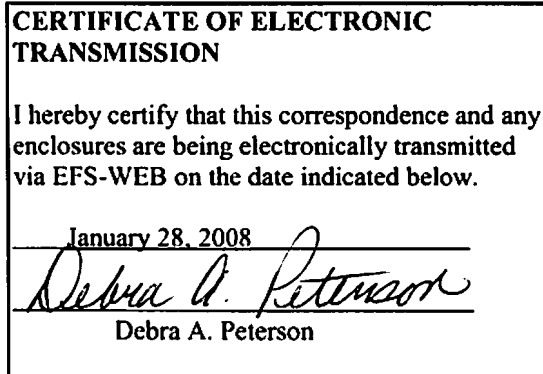 CERTIFICATE OF ELECTRONIC
TRANSMISSION
I hereby certify that this correspondence and any
enclosures are being electronically transmitted
via EFS-WEB on the date indicated below.
January 28, 2008
Debra A. Peterson
Debra A. Peterson